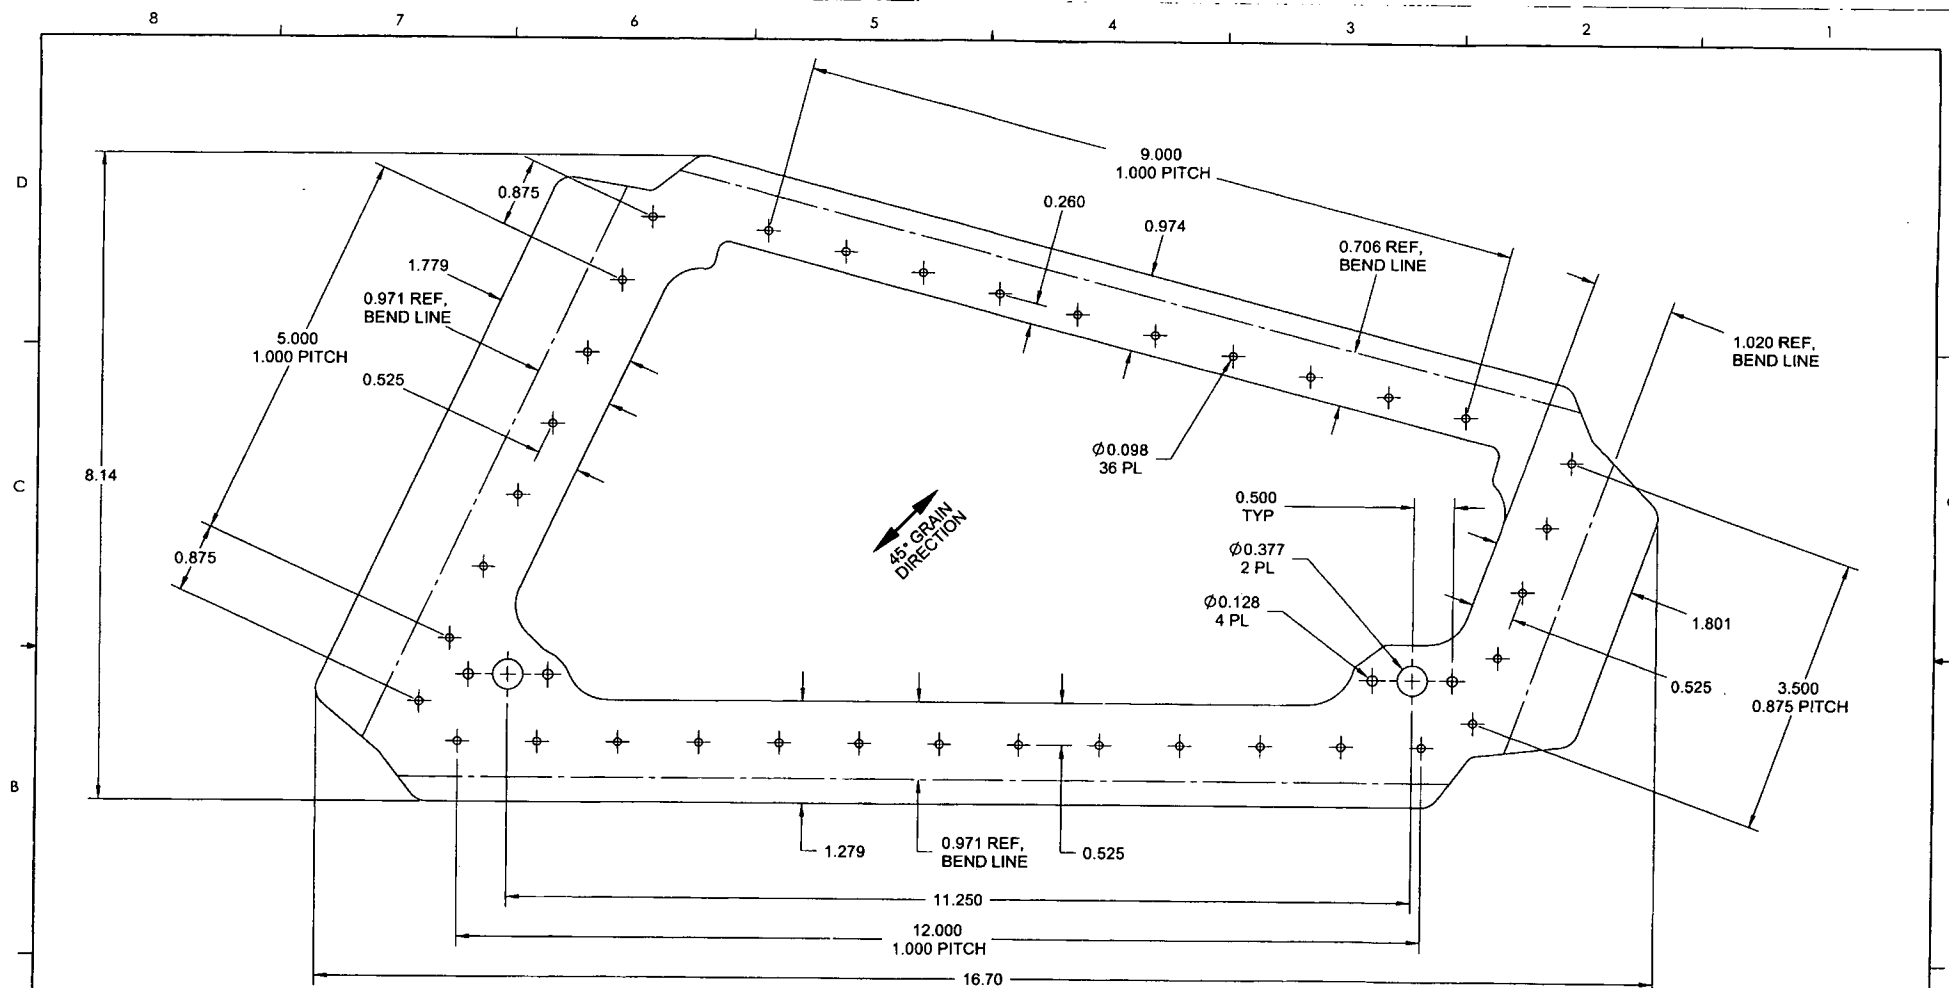 8 7 6 5 4 3 2 1
D
C
B
9.000
1.000 PITCH
0.875
0.260
0.974
0.706 REF,
BEND LINE
1.779
0.971 REF,
BEND LINE
1.020 REF,
BEND LINE
5.000
1.000 PITCH
0.525
Ø0.098
36 PL
8.14
0.500
TYP
45° GRAIN
DIRECTION
Ø0.377
2 PL
0.875
Ø0.128
4 PL
1.801
0.525
3.500
0.875 PITCH
1.279
0.971 REF,
BEND LINE
0.525
11.250
12.000
1.000 PITCH
16.70